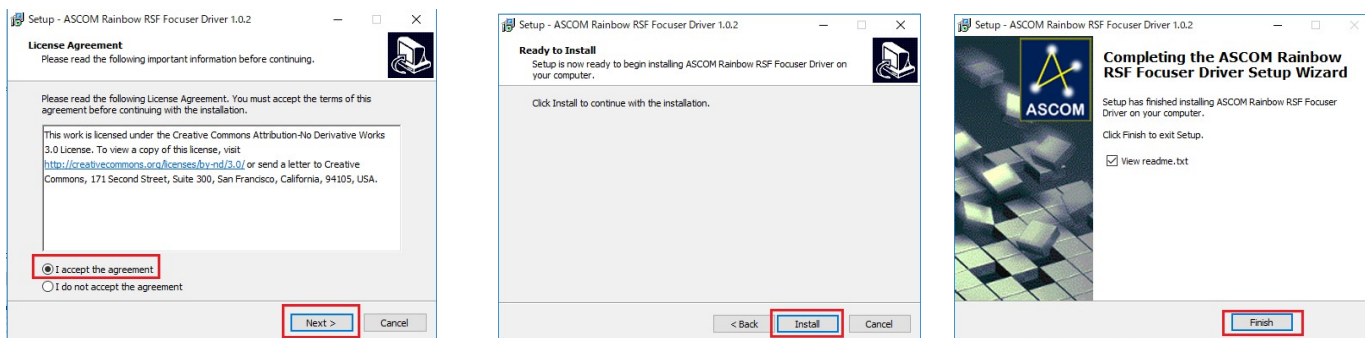 Setup - ASCOM Rainbow RSF Focuser Driver 1.0.2
License Agreement
Please read the following important information before continuing.
Please read the following License Agreement. You must accept the terms of this
agreement before continuing with the installation.
This work is licensed under the Creative Commons Attribution-No Derivative Works
3.0 License. To view a copy of this license, visit
http://creativecommons.org/licenses/by-nd/3.0/ or send a letter to Creative
Commons, 171 Second Street, Suite 300, San Francisco, California, 94105, USA.
I accept the agreement
I do not accept the agreement
Next >
Cancel
Setup - ASCOM Rainbow RSF Focuser Driver 1.0.2
Ready to Install
Setup is now ready to begin installing ASCOM Rainbow RSF Focuser Driver on
your computer.
Click Install to continue with the installation.
< Back
Install
Cancel
Setup - ASCOM Rainbow RSF Focuser Driver 1.0.2
ASCOM
Completing the ASCOM Rainbow
RSF Focuser Driver Setup Wizard
Setup has finished installing ASCOM Rainbow RSF Focuser
Driver on your computer.
Click Finish to exit Setup.
View readme.txt
Finish